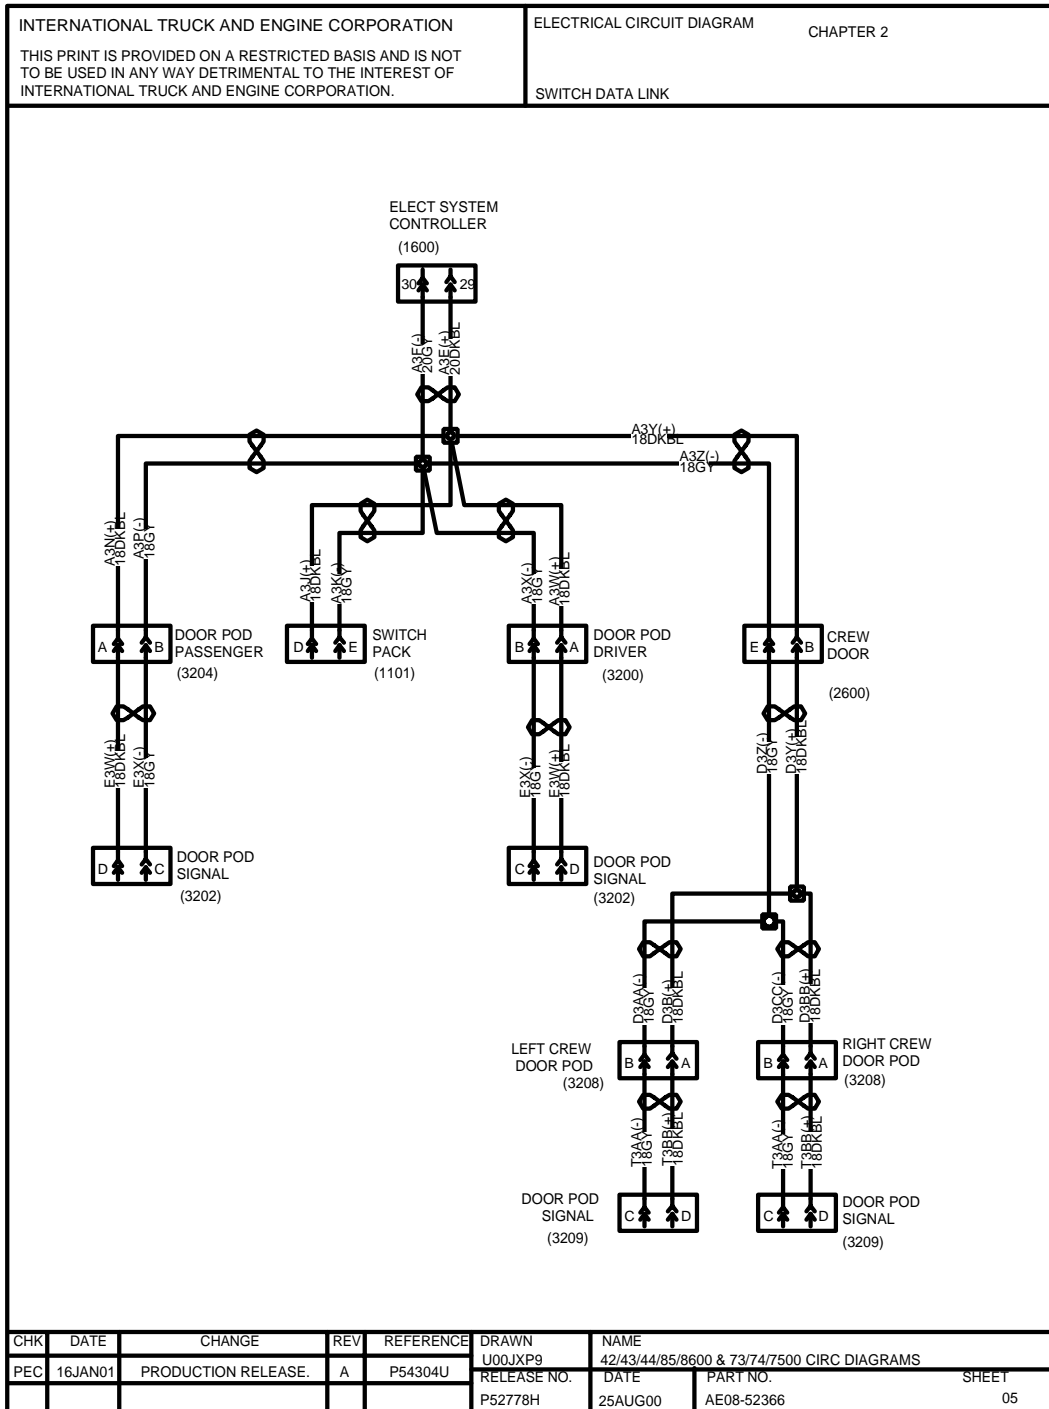 INTERNATIONAL TRUCK AND ENGINE CORPORATION
THIS PRINT IS PROVIDED ON A RESTRICTED BASIS AND IS NOT
TO BE USED IN ANY WAY DETRIMENTAL TO THE INTEREST OF
INTERNATIONAL TRUCK AND ENGINE CORPORATION.
ELECTRICAL CIRCUIT DIAGRAM
CHAPTER 2
SWITCH DATA LINK
ELECT SYSTEM
CONTROLLER
(1600)
30
29
A3F(-)
20GY
A3E(+)
20DKBL
A3Y(+)
18DKBL
A3Z(-)
18GY
A3N(+)
18DKBL
A3P(-)
18GY
A3J(+)
18DKBL
A3K(-)
18GY
A3X(-)
18GY
A3W(+)
18DKBL
A
B
DOOR POD
PASSENGER
(3204)
D
E
SWITCH
PACK
(1101)
B
A
DOOR POD
DRIVER
(3200)
E
B
CREW
DOOR
(2600)
E3W(+)
18DKBL
E3X(-)
18GY
E3X(-)
18GY
E3W(+)
18DKBL
D3Z(-)
18GY
D3Y(+)
18DKBL
D
C
DOOR POD
SIGNAL
(3202)
C
D
DOOR POD
SIGNAL
(3202)
D3AA(-)
18GY
D3B(+)
18DKBL
D3CC(-)
18GY
D3BB(+)
18DKBL
LEFT CREW
DOOR POD
(3208)
B
A
B
A
RIGHT CREW
DOOR POD
(3208)
T3AA(-)
18GY
T3BB(+)
18DKBL
T3AA(-)
18GY
T3BB(+)
18DKBL
DOOR POD
SIGNAL
(3209)
C
D
C
D
DOOR POD
SIGNAL
(3209)
CHK DATE CHANGE REV REFERENCE
PEC 16JAN01 PRODUCTION RELEASE. A P54304U
DRAWN
U00JXP9
NAME
42/43/44/85/8600 & 73/74/7500 CIRC DIAGRAMS
RELEASE NO.
P52778H
DATE
25AUG00
PART NO.
AE08-52366
SHEET
05